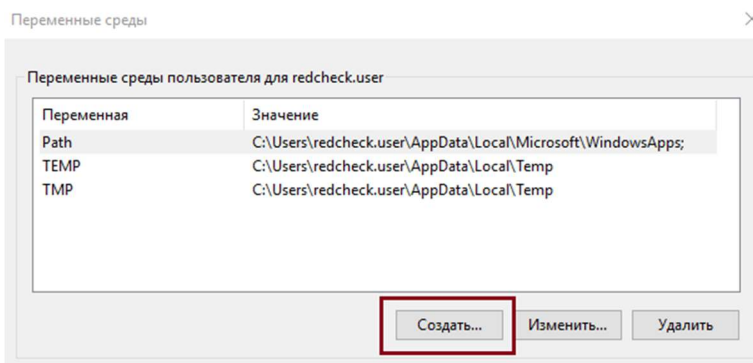 Переменные среды
Переменные среды пользователя для redcheck.user
Переменная Значение
Path C:\Users\redcheck.user\AppData\Local\Microsoft\WindowsApps;
TEMP C:\Users\redcheck.user\AppData\Local\Temp
TMP C:\Users\redcheck.user\AppData\Local\Temp
Создать... Изменить... Удалить